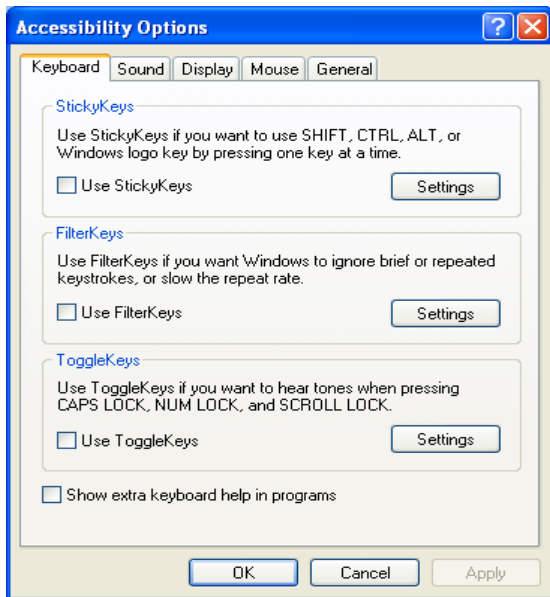 Accessibility Options
Keyboard Sound Display Mouse General
StickyKeys
Use StickyKeys if you want to use SHIFT, CTRL, ALT, or
Windows logo key by pressing one key at a time.
Use StickyKeys Settings
FilterKeys
Use FilterKeys if you want Windows to ignore brief or repeated
keystrokes, or slow the repeat rate.
Use FilterKeys Settings
ToggleKeys
Use ToggleKeys if you want to hear tones when pressing
CAPS LOCK, NUM LOCK, and SCROLL LOCK.
Use ToggleKeys Settings
Show extra keyboard help in programs
OK Cancel Apply